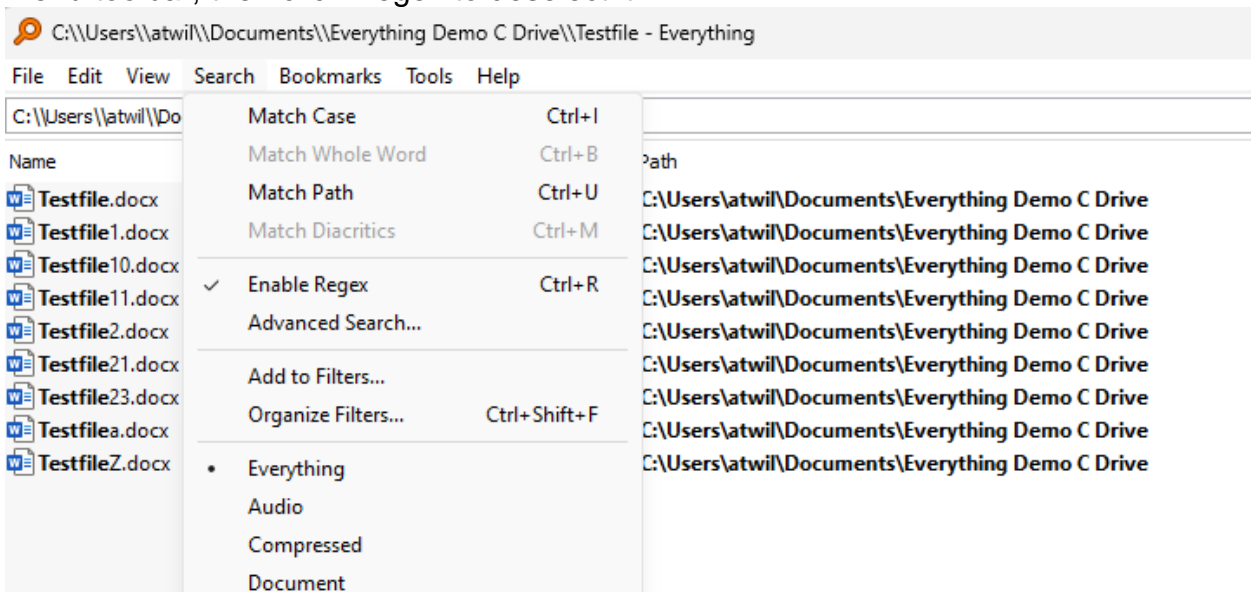 C:\\Users\\atwil\\Documents\\Everything Demo C Drive\\Testfile - Everything
File Edit View Search Bookmarks Tools Help
C:\\Users\\atwil\\Do
Match Case Ctrl+I
Name Match Whole Word Ctrl+B Path
Testfile.docx Match Path Ctrl+U C:\Users\atwil\Documents\Everything Demo C Drive
Testfile1.docx Match Diacritics Ctrl+M C:\Users\atwil\Documents\Everything Demo C Drive
Testfile10.docx C:\Users\atwil\Documents\Everything Demo C Drive
Testfile11.docx Enable Regex Ctrl+R C:\Users\atwil\Documents\Everything Demo C Drive
Testfile2.docx Advanced Search... C:\Users\atwil\Documents\Everything Demo C Drive
Testfile21.docx Add to Filters... C:\Users\atwil\Documents\Everything Demo C Drive
Testfile23.docx Organize Filters... Ctrl+Shift+F C:\Users\atwil\Documents\Everything Demo C Drive
Testfilea.docx C:\Users\atwil\Documents\Everything Demo C Drive
TestfileZ.docx Everything C:\Users\atwil\Documents\Everything Demo C Drive
Audio
Compressed
Document